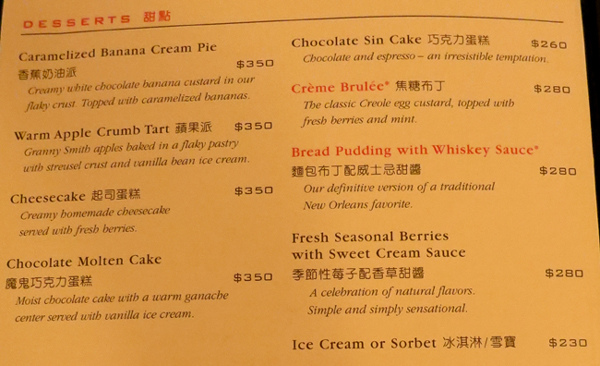 DESSERTS 甜點
Caramelized Banana Cream Pie
香蕉奶油派 $350
Creamy white chocolate banana custard in our
flaky crust. Topped with caramelized bananas.
Warm Apple Crumb Tart 蘋果派 $350
Granny Smith apples baked in a flaky pastry
with streusel crust and vanilla bean ice cream.
Cheesecake 起司蛋糕 $350
Creamy homemade cheesecake
served with fresh berries.
Chocolate Molten Cake
魔鬼巧克力蛋糕 $350
Moist chocolate cake with a warm ganache
center served with vanilla ice cream.
Chocolate Sin Cake 巧克力蛋糕 $260
Chocolate and espresso – an irresistible temptation.
Crème Brulée* 焦糖布丁 $280
The classic Creole egg custard, topped with
fresh berries and mint.
Bread Pudding with Whiskey Sauce*
麵包布丁配威士忌甜醬 $280
Our definitive version of a traditional
New Orleans favorite.
Fresh Seasonal Berries
with Sweet Cream Sauce
季節性莓子配香草甜醬 $280
A celebration of natural flavors.
Simple and simply sensational.
Ice Cream or Sorbet 冰淇淋/雪寶 $230